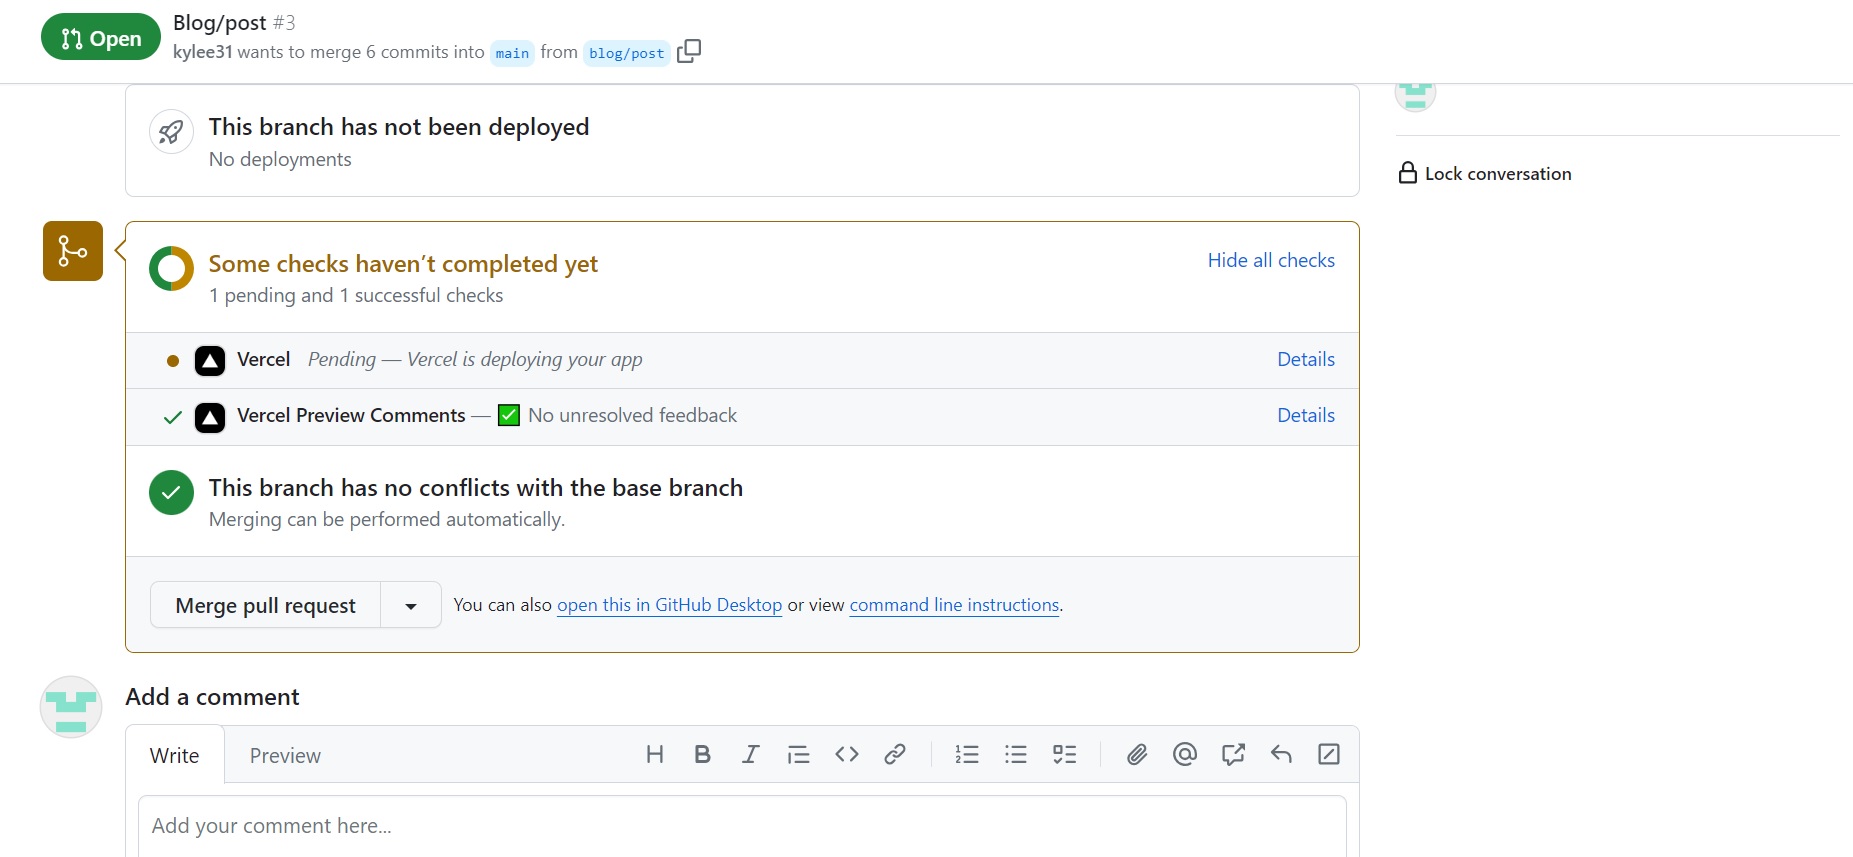 Open
Blog/post #3
kylee31 wants to merge 6 commits into main from blog/post
This branch has not been deployed
No deployments
Lock conversation
Some checks haven’t completed yet
Hide all checks
1 pending and 1 successful checks
Vercel Pending — Vercel is deploying your app Details
Vercel Preview Comments — ✅ No unresolved feedback Details
This branch has no conflicts with the base branch
Merging can be performed automatically.
Merge pull request You can also open this in GitHub Desktop or view command line instructions.
Add a comment
Write Preview
Add your comment here...